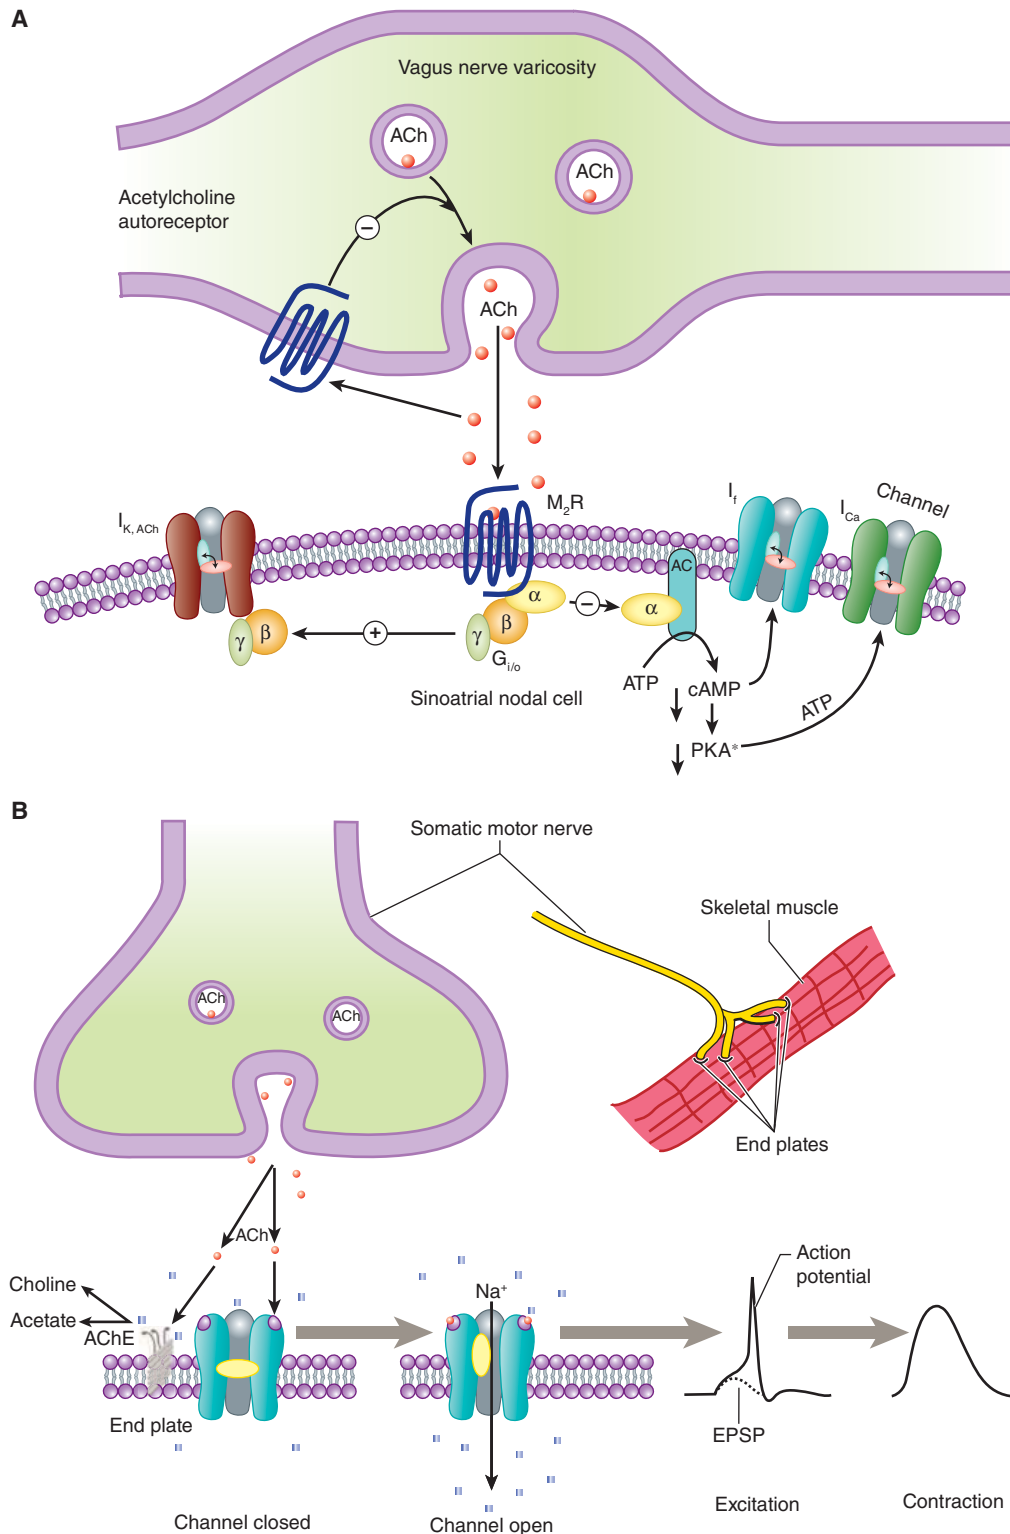 A
Vagus nerve varicosity
ACh
ACh
Acetylcholine
autoreceptor
−
ACh
M₂R
I_K, ACh
I_f
I_Ca
Channel
AC
α
−
α
γ
β
+
γ
β
G_i/o
ATP
cAMP
ATP
Sinoatrial nodal cell
PKA*
B
Somatic motor nerve
Skeletal muscle
ACh
ACh
End plates
ACh
Choline
Acetate
AChE
Na⁺
Action
potential
End plate
EPSP
Channel closed
Channel open
Excitation
Contraction